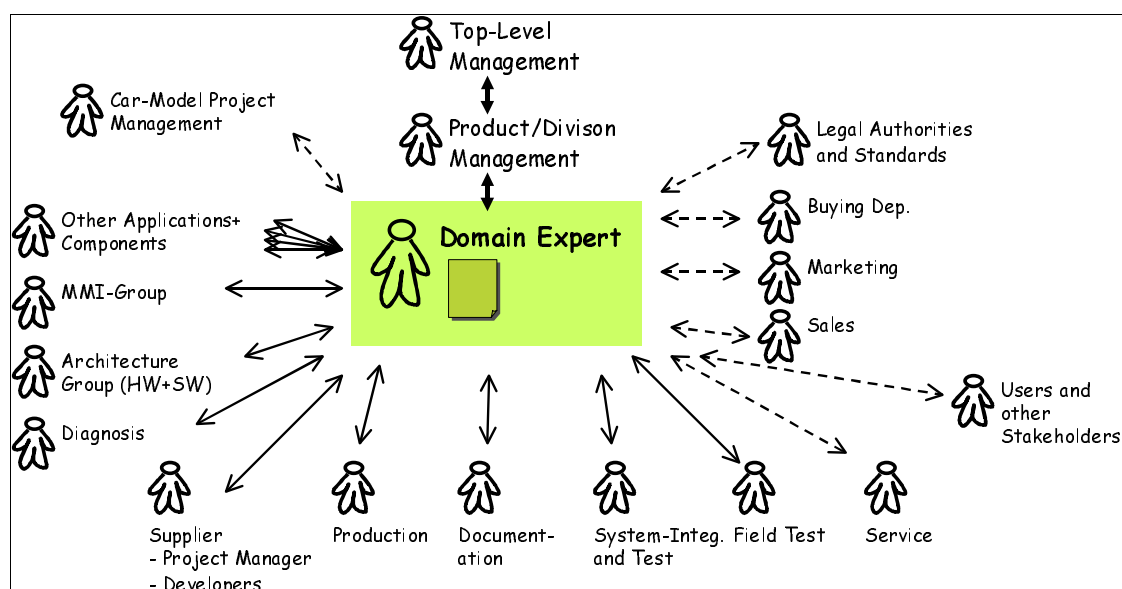 Top-Level
Management
Car-Model Project
Management
Product/Divison
Management
Legal Authorities
and Standards
Other Applications+
Components
Domain Expert
Buying Dep.
MMI-Group
Marketing
Sales
Architecture
Group (HW+SW)
Users and
other
Stakeholders
Diagnosis
Supplier
- Project Manager
- Developers
Production
Document-
ation
System-Integ.
and Test
Field Test
Service